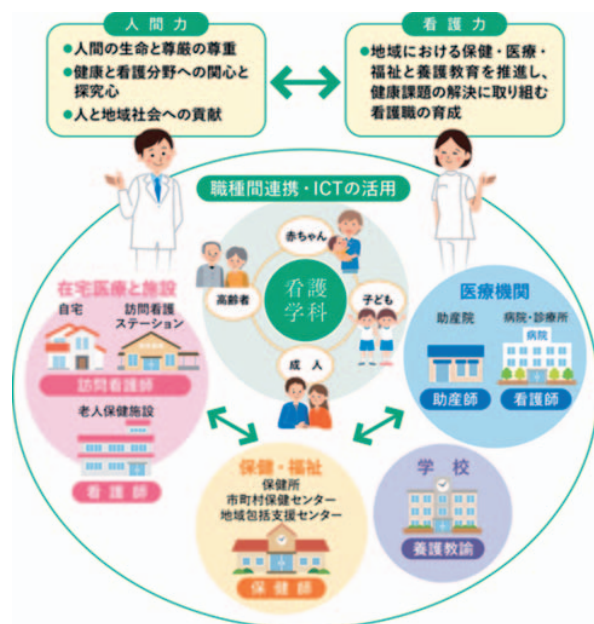 人間力
●人間の生命と尊厳の尊重
●健康と看護分野への関心と
探究心
●人と地域社会への貢献
看護力
●地域における保健・医療・
福祉と養護教育を推進し、
健康課題の解決に取り組む
看護職の育成
職種間連携・ICTの活用
赤ちゃん
高齢者
看護
学科
子ども
成人
在宅医療と施設
自宅
訪問看護
ステーション
訪問看護師
老人保健施設
看護師
医療機関
助産院
病院・診療所
病院
助産師
看護師
保健・福祉
保健所
市町村保健センター
地域包括支援センター
保健師
学校
養護教諭